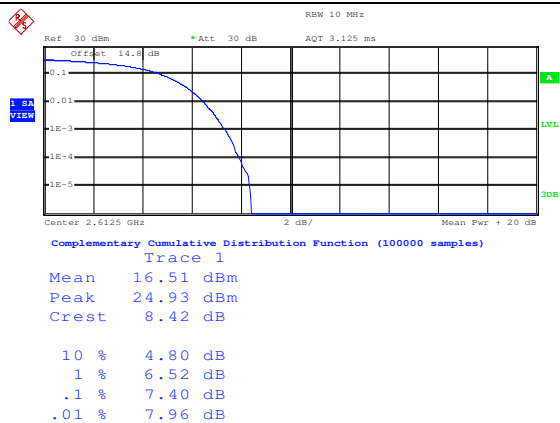 R S
RBW 10 MHz
Ref 30 dBm * Att 30 dB AQT 3.125 ms
Offset 14.8 dB
0.1
A
0.01
1 SA
VIEW
1E-3
LVL
1E-4
1E-5
3DB
Center 2.6125 GHz 2 dB/ Mean Pwr + 20 dB
Complementary Cumulative Distribution Function (100000 samples)
Trace 1
Mean 16.51 dBm
Peak 24.93 dBm
Crest 8.42 dB
10 % 4.80 dB
1 % 6.52 dB
.1 % 7.40 dB
.01 % 7.96 dB